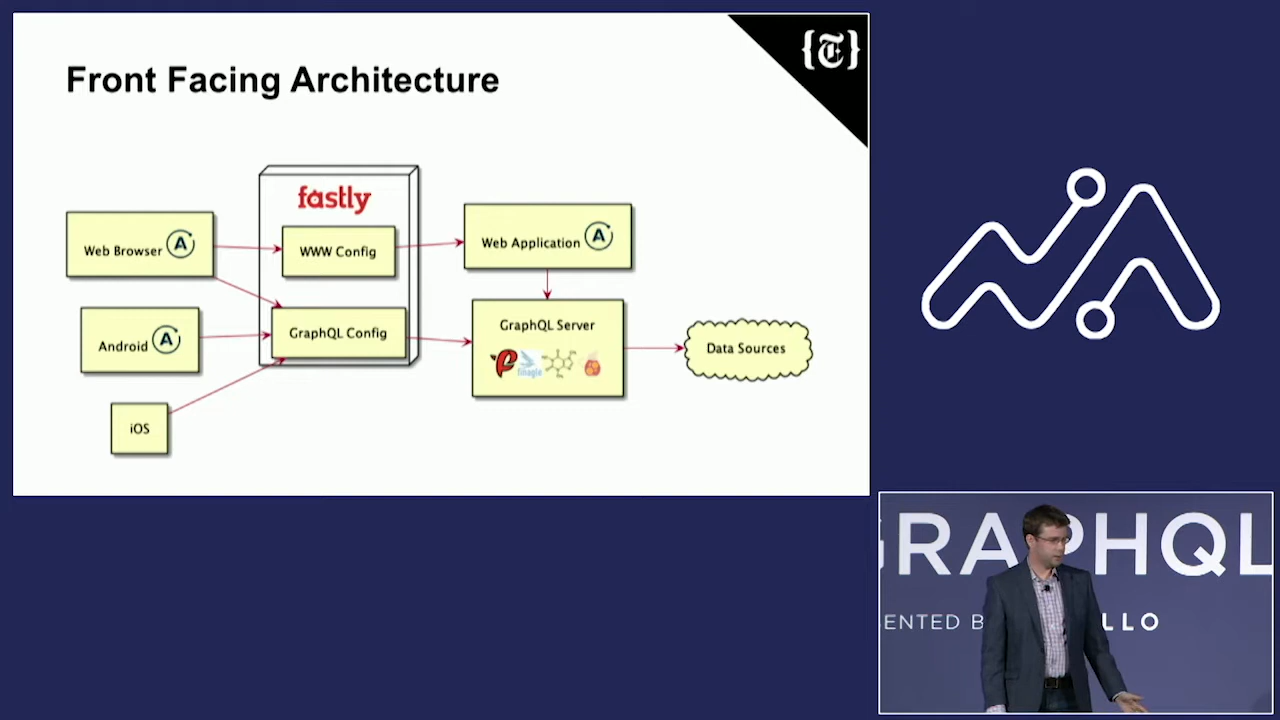 Front Facing Architecture
{T}
fastly
Web Browser A
WWW Config
Web Application A
Android A
GraphQL Config
GraphQL Server
finagle
Data Sources
iOS
GRAPHQL
ENTED B LLO